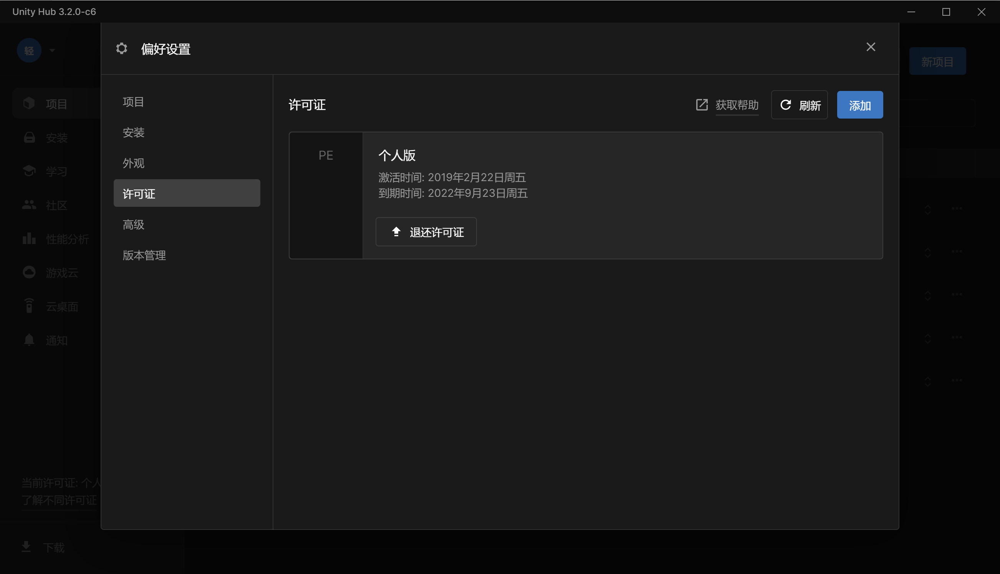 Unity Hub 3.2.0-c6
轻
新项目
项目
安装
学习
社区
性能分析
游戏云
云桌面
通知
当前许可证: 个人
了解不同许可证
下载
偏好设置
项目
安装
外观
许可证
高级
版本管理
许可证
获取帮助
刷新
添加
PE
个人版
激活时间: 2019年2月22日周五
到期时间: 2022年9月23日周五
退还许可证